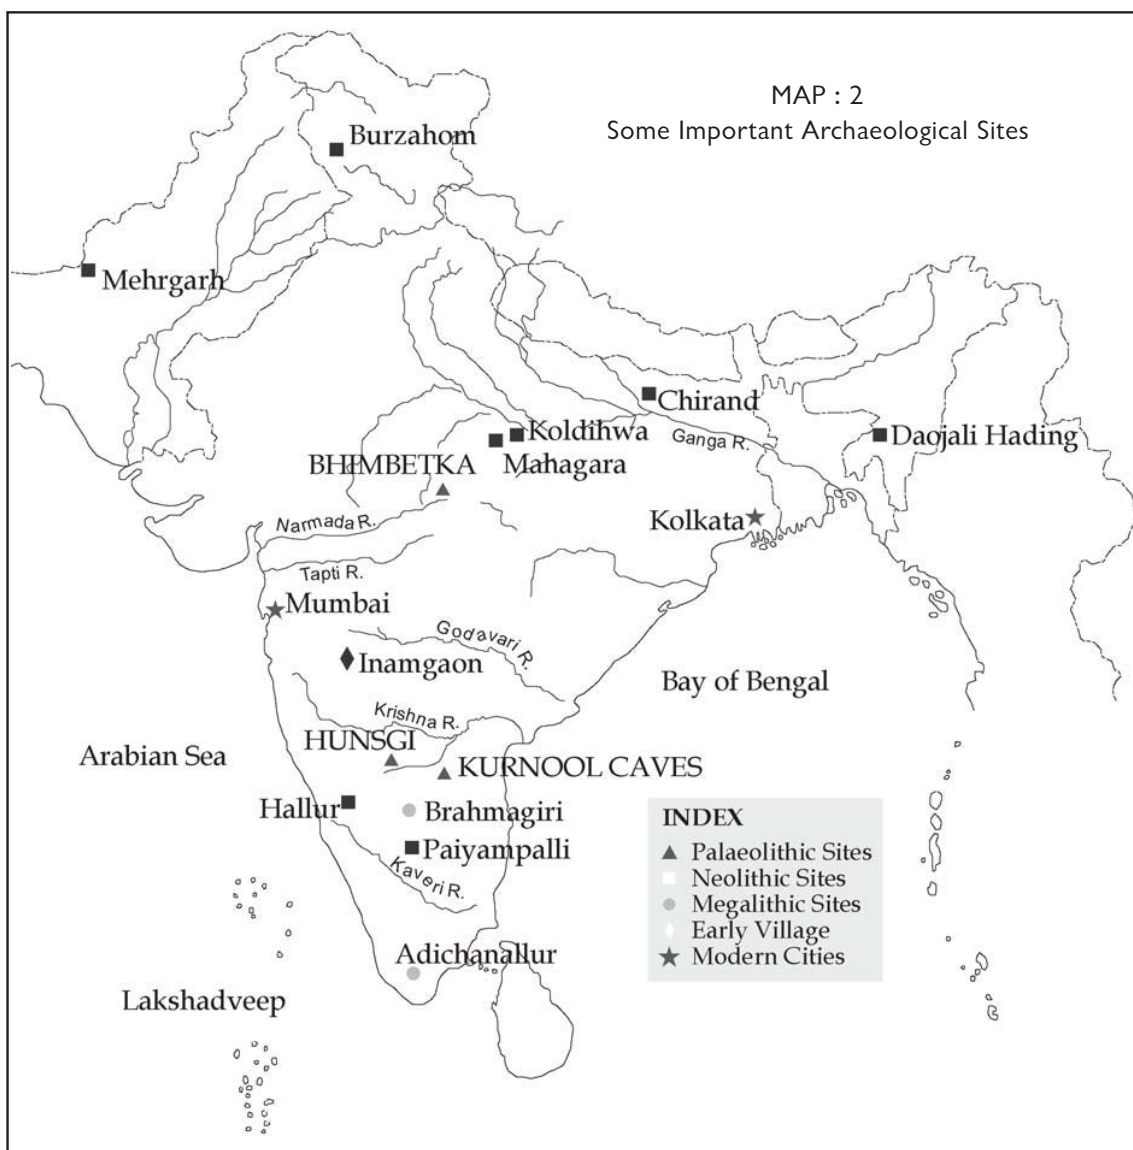 MAP : 2
Some Important Archaeological Sites
Burzahom
Mehrgarh
Chirand
Koldihwa
Ganga R.
Daojali Hading
BHIMBETKA
Mahagara
Narmada R.
Kolkata
Tapti R.
Mumbai
Godavari R.
Inamgaon
Bay of Bengal
Krishna R.
HUNSGI
Arabian Sea
KURNOOL CAVES
Hallur
Brahmagiri
Paiyampalli
Kaveri R.
INDEX
Palaeolithic Sites
Neolithic Sites
Megalithic Sites
Early Village
Modern Cities
Adichanallur
Lakshadveep